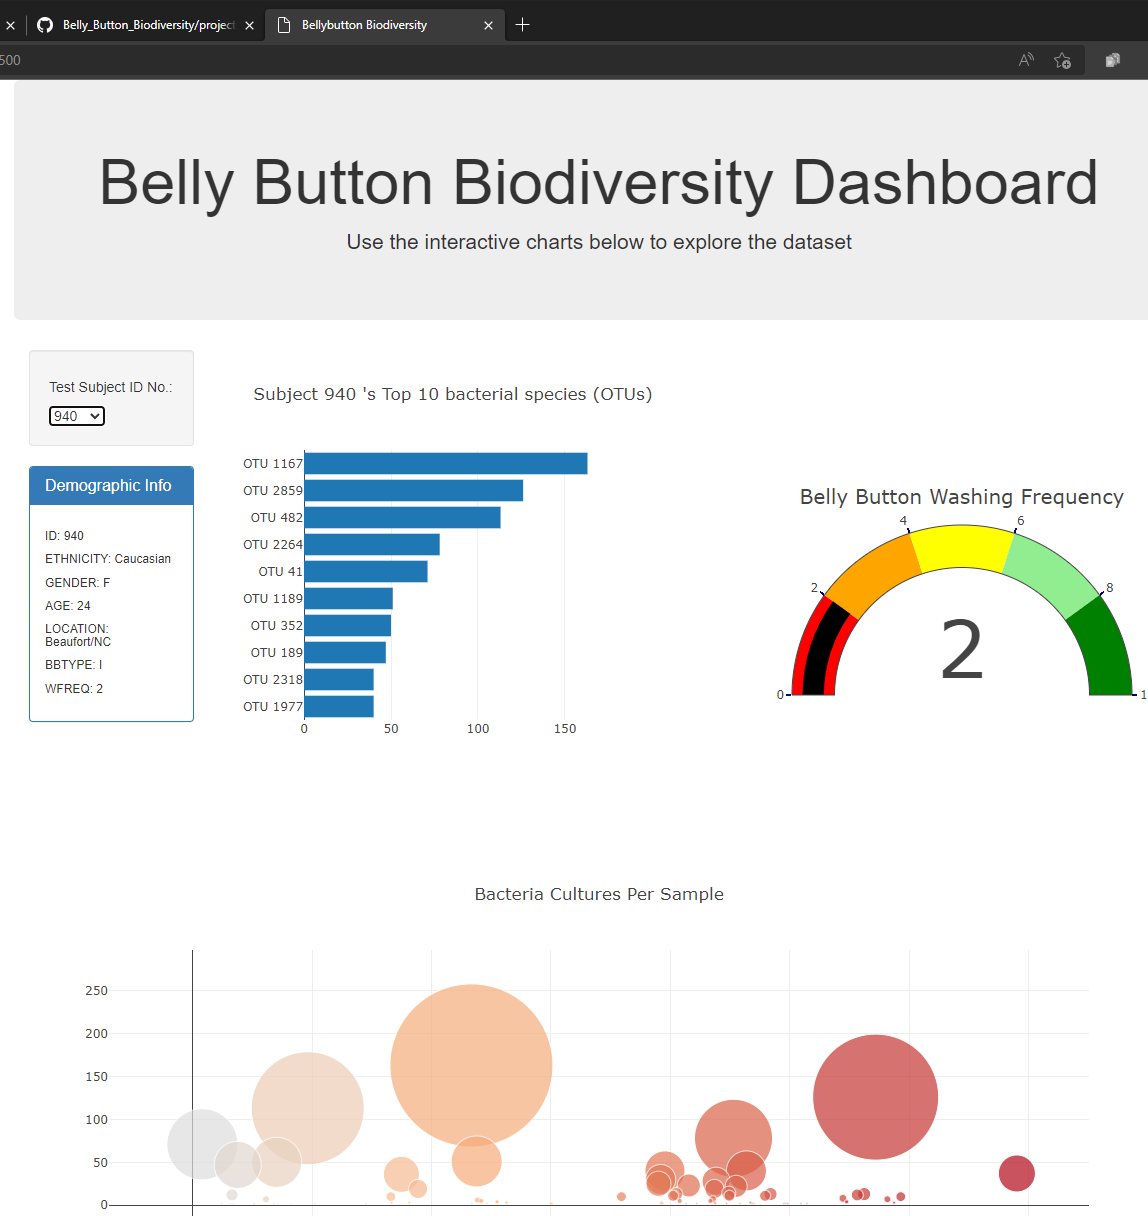 Belly_Button_Biodiversity/project
Bellybutton Biodiversity
500
Belly Button Biodiversity Dashboard
Use the interactive charts below to explore the dataset
Test Subject ID No.:
940
Demographic Info
ID: 940
ETHNICITY: Caucasian
GENDER: F
AGE: 24
LOCATION:
Beaufort/NC
BBTYPE: I
WFREQ: 2
Subject 940 's Top 10 bacterial species (OTUs)
OTU 1167
OTU 2859
OTU 482
OTU 2264
OTU 41
OTU 1189
OTU 352
OTU 189
OTU 2318
OTU 1977
0 50 100 150
Belly Button Washing Frequency
4 6
2 8
2
0 1
Bacteria Cultures Per Sample
250
200
150
100
50
0